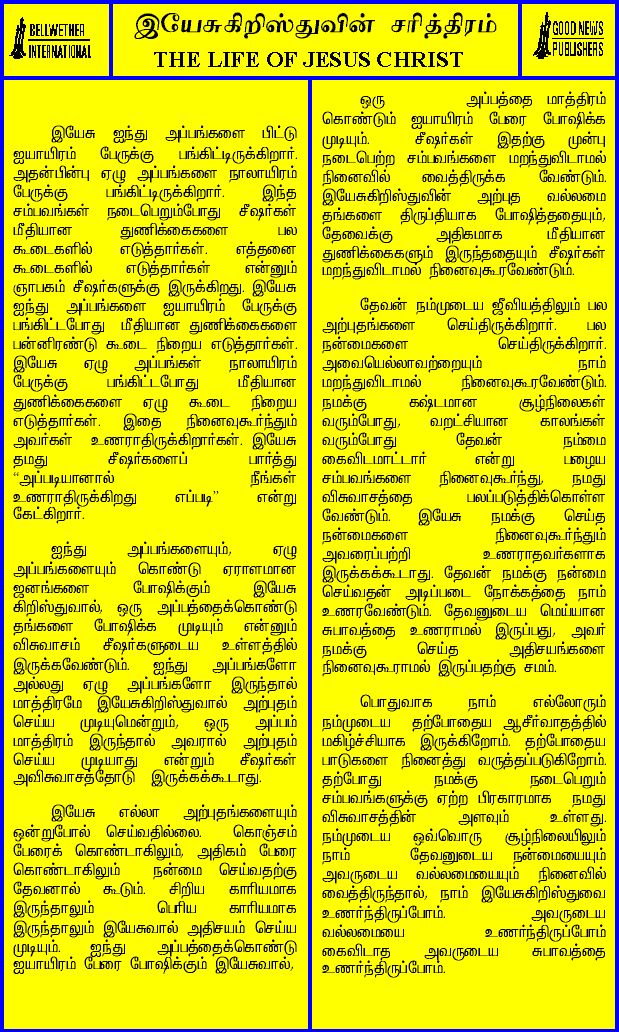 BELLWETHER
INTERNATIONAL
இயேசுகிறிஸ்துவின் சரித்திரம்
THE LIFE OF JESUS CHRIST
GOOD NEWS
PUBLISHERS
இயேசு ஐந்து அப்பங்களை பிட்டு
ஐயாயிரம் பேருக்கு பங்கிட்டிருக்கிறார்.
அதன்பின்பு ஏழு அப்பங்களை நாலாயிரம்
பேருக்கு பங்கிட்டிருக்கிறார். இந்த
சம்பவங்கள் நடைபெறும்போது சீஷர்கள்
மீதியான துணிக்கைகளை பல
கூடைகளில் எடுத்தார்கள். எத்தனை
கூடைகளில் எடுத்தார்கள் என்னும்
ஞாபகம் சீஷர்களுக்கு இருக்கிறது. இயேசு
ஐந்து அப்பங்களை ஐயாயிரம் பேருக்கு
பங்கிட்டபோது மீதியான துணிக்கைகளை
பன்னிரண்டு கூடை நிறைய எடுத்தார்கள்.
இயேசு ஏழு அப்பங்கள் நாலாயிரம்
பேருக்கு பங்கிட்டபோது மீதியான
துணிக்கைகளை ஏழு கூடை நிறைய
எடுத்தார்கள். இதை நினைவுகூர்ந்தும்
அவர்கள் உணராதிருக்கிறார்கள். இயேசு
தமது சீஷர்களைப் பார்த்து
“அப்படியானால் நீங்கள்
உணராதிருக்கிறது எப்படி” என்று
கேட்கிறார்.
ஐந்து அப்பங்களையும், ஏழு
அப்பங்களையும் கொண்டு ஏராளமான
ஜனங்களை போஷிக்கும் இயேசு
கிறிஸ்துவால், ஒரு அப்பத்தைக்கொண்டு
தங்களை போஷிக்க முடியும் என்னும்
விசுவாசம் சீஷர்களுடைய உள்ளத்தில்
இருக்கவேண்டும். ஐந்து அப்பங்களோ
அல்லது ஏழு அப்பங்களோ இருந்தால்
மாத்திரமே இயேசுகிறிஸ்துவால் அற்புதம்
செய்ய முடியுமென்றும், ஒரு அப்பம்
மாத்திரம் இருந்தால் அவரால் அற்புதம்
செய்ய முடியாது என்றும் சீஷர்கள்
அவிசுவாசத்தோடு இருக்கக்கூடாது.
இயேசு எல்லா அற்புதங்களையும்
ஒன்றுபோல் செய்வதில்லை. கொஞ்சம்
பேரைக் கொண்டாகிலும், அதிகம் பேரை
கொண்டாகிலும் நன்மை செய்வதற்கு
தேவனால் கூடும். சிறிய காரியமாக
இருந்தாலும் பெரிய காரியமாக
இருந்தாலும் இயேசுவால் அதிசயம் செய்ய
முடியும். ஐந்து அப்பத்தைக்கொண்டு
ஐயாயிரம் பேரை போஷிக்கும் இயேசுவால்,
ஒரு அப்பத்தை மாத்திரம்
கொண்டும் ஐயாயிரம் பேரை போஷிக்க
முடியும். சீஷர்கள் இதற்கு முன்பு
நடைபெற்ற சம்பவங்களை மறந்துவிடாமல்
நினைவில் வைத்திருக்க வேண்டும்.
இயேசுகிறிஸ்துவின் அற்புத வல்லமை
தங்களை திருப்தியாக போஷித்ததையும்,
தேவைக்கு அதிகமாக மீதியான
துணிக்கைகளும் இருந்ததையும் சீஷர்கள்
மறந்துவிடாமல் நினைவுகூரவேண்டும்.
தேவன் நம்முடைய ஜீவியத்திலும் பல
அற்புதங்களை செய்திருக்கிறார். பல
நன்மைகளை செய்திருக்கிறார்.
அவையெல்லாவற்றையும் நாம்
மறந்துவிடாமல் நினைவுகூரவேண்டும்.
நமக்கு கஷ்டமான சூழ்நிலைகள்
வரும்போது, வறட்சியான காலங்கள்
வரும்போது தேவன் நம்மை
கைவிடமாட்டார் என்று பழைய
சம்பவங்களை நினைவுகூர்ந்து, நமது
விசுவாசத்தை பலப்படுத்திக்கொள்ள
வேண்டும். இயேசு நமக்கு செய்த
நன்மைகளை நினைவுகூர்ந்தும்
அவரைப்பற்றி உணராதவர்களாக
இருக்கக்கூடாது. தேவன் நமக்கு நன்மை
செய்வதன் அடிப்படை நோக்கத்தை நாம்
உணரவேண்டும். தேவனுடைய மெய்யான
சுபாவத்தை உணராமல் இருப்பது, அவர்
நமக்கு செய்த அதிசயங்களை
நினைவுகூராமல் இருப்பதற்கு சமம்.
பொதுவாக நாம் எல்லோரும்
நம்முடைய தற்போதைய ஆசீர்வாதத்தில்
மகிழ்ச்சியாக இருக்கிறோம். தற்போதைய
பாடுகளை நினைத்து வருத்தப்படுகிறோம்.
தற்போது நமக்கு நடைபெறும்
சம்பவங்களுக்கு ஏற்ற பிரகாரமாக நமது
விசுவாசத்தின் அளவும் உள்ளது.
நம்முடைய ஒவ்வொரு சூழ்நிலையிலும்
நாம் தேவனுடைய நன்மையையும்
அவருடைய வல்லமையையும் நினைவில்
வைத்திருந்தால், நாம் இயேசுகிறிஸ்துவை
உணர்ந்திருப்போம். அவருடைய
வல்லமையை உணர்ந்திருப்போம்
கைவிடாத அவருடைய சுபாவத்தை
உணர்ந்திருப்போம்.